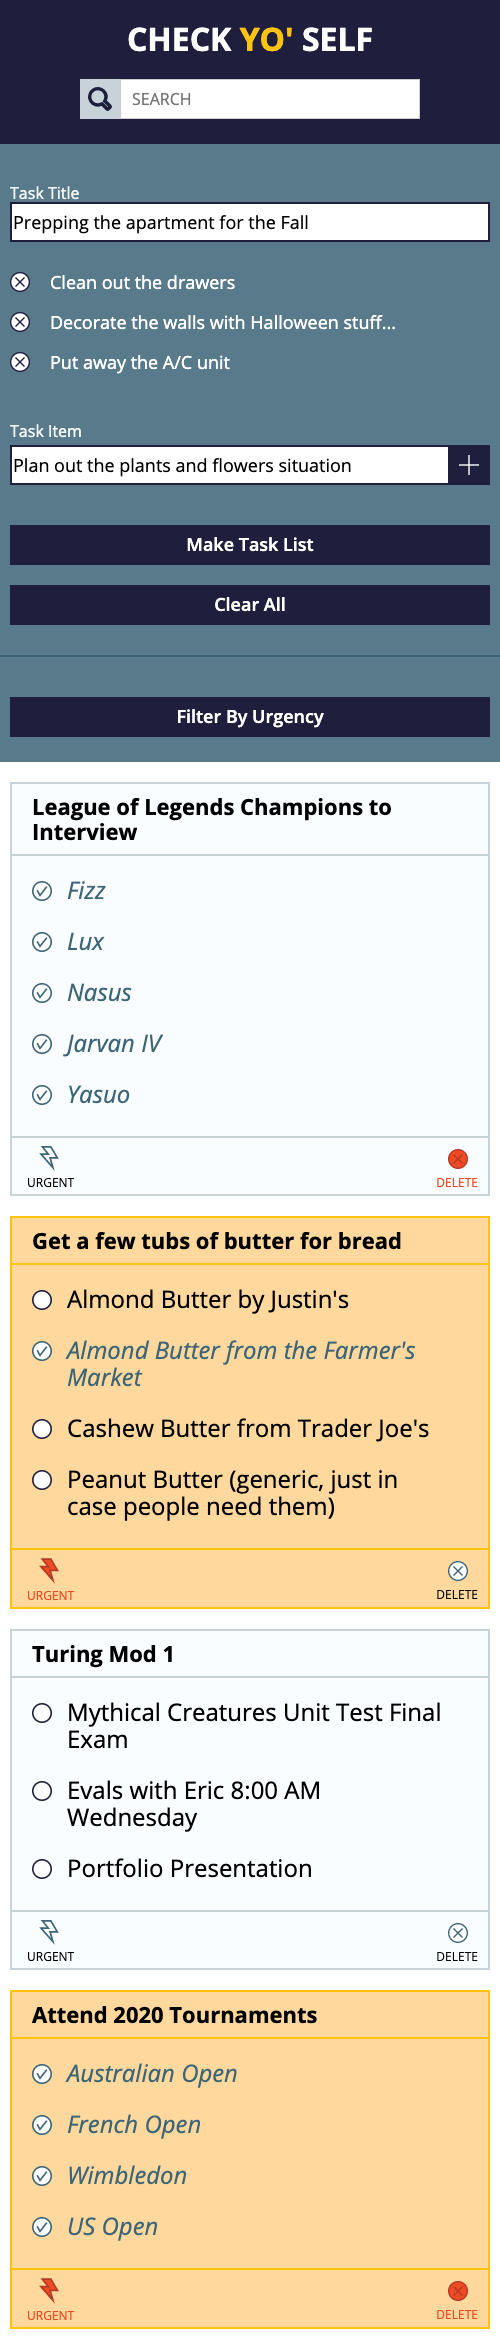 CHECK YO' SELF
SEARCH
Task Title
Prepping the apartment for the Fall
Clean out the drawers
Decorate the walls with Halloween stuff...
Put away the A/C unit
Task Item
Plan out the plants and flowers situation
Make Task List
Clear All
Filter By Urgency
League of Legends Champions to
Interview
Fizz
Lux
Nasus
Jarvan IV
Yasuo
URGENT
DELETE
Get a few tubs of butter for bread
Almond Butter by Justin's
Almond Butter from the Farmer's
Market
Cashew Butter from Trader Joe's
Peanut Butter (generic, just in
case people need them)
URGENT
DELETE
Turing Mod 1
Mythical Creatures Unit Test Final
Exam
Evals with Eric 8:00 AM
Wednesday
Portfolio Presentation
URGENT
DELETE
Attend 2020 Tournaments
Australian Open
French Open
Wimbledon
US Open
URGENT
DELETE